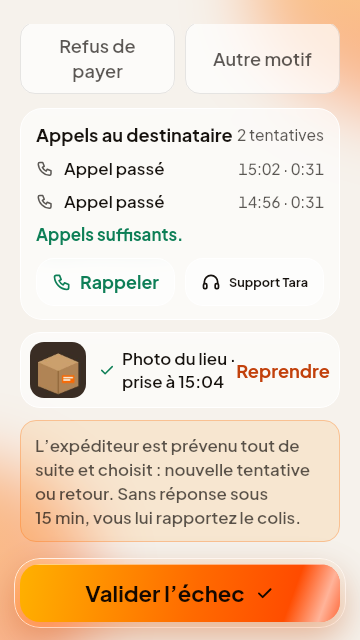 Refus de
payer
Autre motif
Appels au destinataire 2 tentatives
Appel passé 15:02 · 0:31
Appel passé 14:56 · 0:31
Appels suffisants.
Rappeler
Support Tara
Photo du lieu ·
prise à 15:04
Reprendre
L’expéditeur est prévenu tout de
suite et choisit : nouvelle tentative
ou retour. Sans réponse sous
15 min, vous lui rapportez le colis.
Valider l’échec